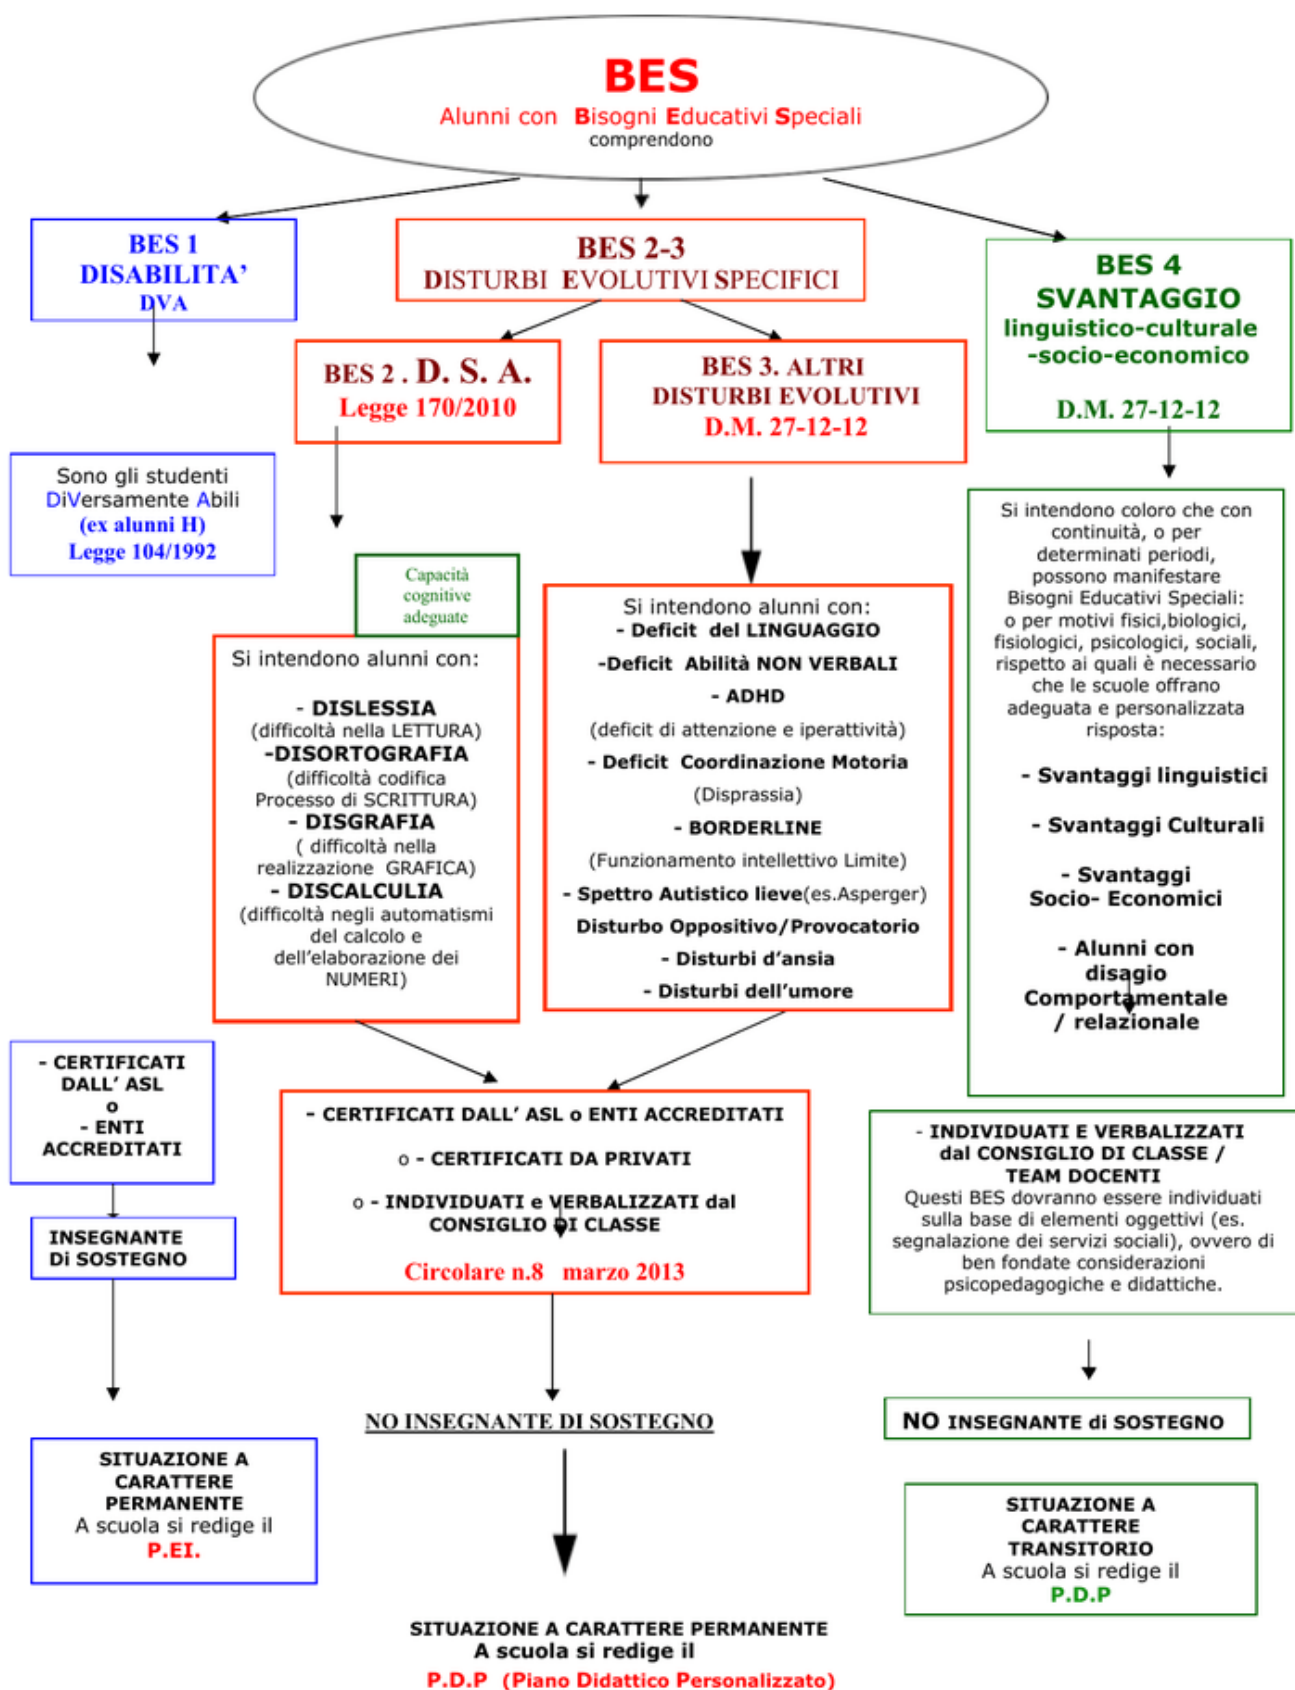 BES
Alunni con Bisogni Educativi Speciali
comprendono
BES 1
DISABILITA’
DVA
Sono gli studenti
DiVersamente Abili
(ex alunni H)
Legge 104/1992
- CERTIFICATI
DALL’ ASL
o
- ENTI
ACCREDITATI
INSEGNANTE
Di SOSTEGNO
SITUAZIONE A
CARATTERE
PERMANENTE
A scuola si redige il
P.EI.
BES 2-3
DISTURBI EVOLUTIVI SPECIFICI
BES 2 . D. S. A.
Legge 170/2010
Capacità
cognitive
adeguate
Si intendono alunni con:
- DISLESSIA
(difficoltà nella LETTURA)
-DISORTOGRAFIA
(difficoltà codifica
Processo di SCRITTURA)
- DISGRAFIA
( difficoltà nella
realizzazione GRAFICA)
- DISCALCULIA
(difficoltà negli automatismi
del calcolo e
dell’elaborazione dei
NUMERI)
BES 3. ALTRI
DISTURBI EVOLUTIVI
D.M. 27-12-12
Si intendono alunni con:
- Deficit del LINGUAGGIO
-Deficit Abilità NON VERBALI
- ADHD
(deficit di attenzione e iperattività)
- Deficit Coordinazione Motoria
(Disprassia)
- BORDERLINE
(Funzionamento intellettivo Limite)
- Spettro Autistico lieve(es.Asperger)
Disturbo Oppositivo/Provocatorio
- Disturbi d’ansia
- Disturbi dell’umore
- CERTIFICATI DALL’ ASL o ENTI ACCREDITATI
o - CERTIFICATI DA PRIVATI
o - INDIVIDUATI e VERBALIZZATI dal
CONSIGLIO DI CLASSE
Circolare n.8 marzo 2013
NO INSEGNANTE DI SOSTEGNO
SITUAZIONE A CARATTERE PERMANENTE
A scuola si redige il
P.D.P (Piano Didattico Personalizzato)
BES 4
SVANTAGGIO
linguistico-culturale
-socio-economico
D.M. 27-12-12
Si intendono coloro che con
continuità, o per
determinati periodi,
possono manifestare
Bisogni Educativi Speciali:
o per motivi fisici,biologici,
fisiologici, psicologici, sociali,
rispetto ai quali è necessario
che le scuole offrano
adeguata e personalizzata
risposta:
- Svantaggi linguistici
- Svantaggi Culturali
- Svantaggi
Socio- Economici
- Alunni con
disagio
Comportamentale
/ relazionale
- INDIVIDUATI E VERBALIZZATI
dal CONSIGLIO DI CLASSE /
TEAM DOCENTI
Questi BES dovranno essere individuati
sulla base di elementi oggettivi (es.
segnalazione dei servizi sociali), ovvero di
ben fondate considerazioni
psicopedagogiche e didattiche.
NO INSEGNANTE di SOSTEGNO
SITUAZIONE A
CARATTERE
TRANSITORIO
A scuola si redige il
P.D.P